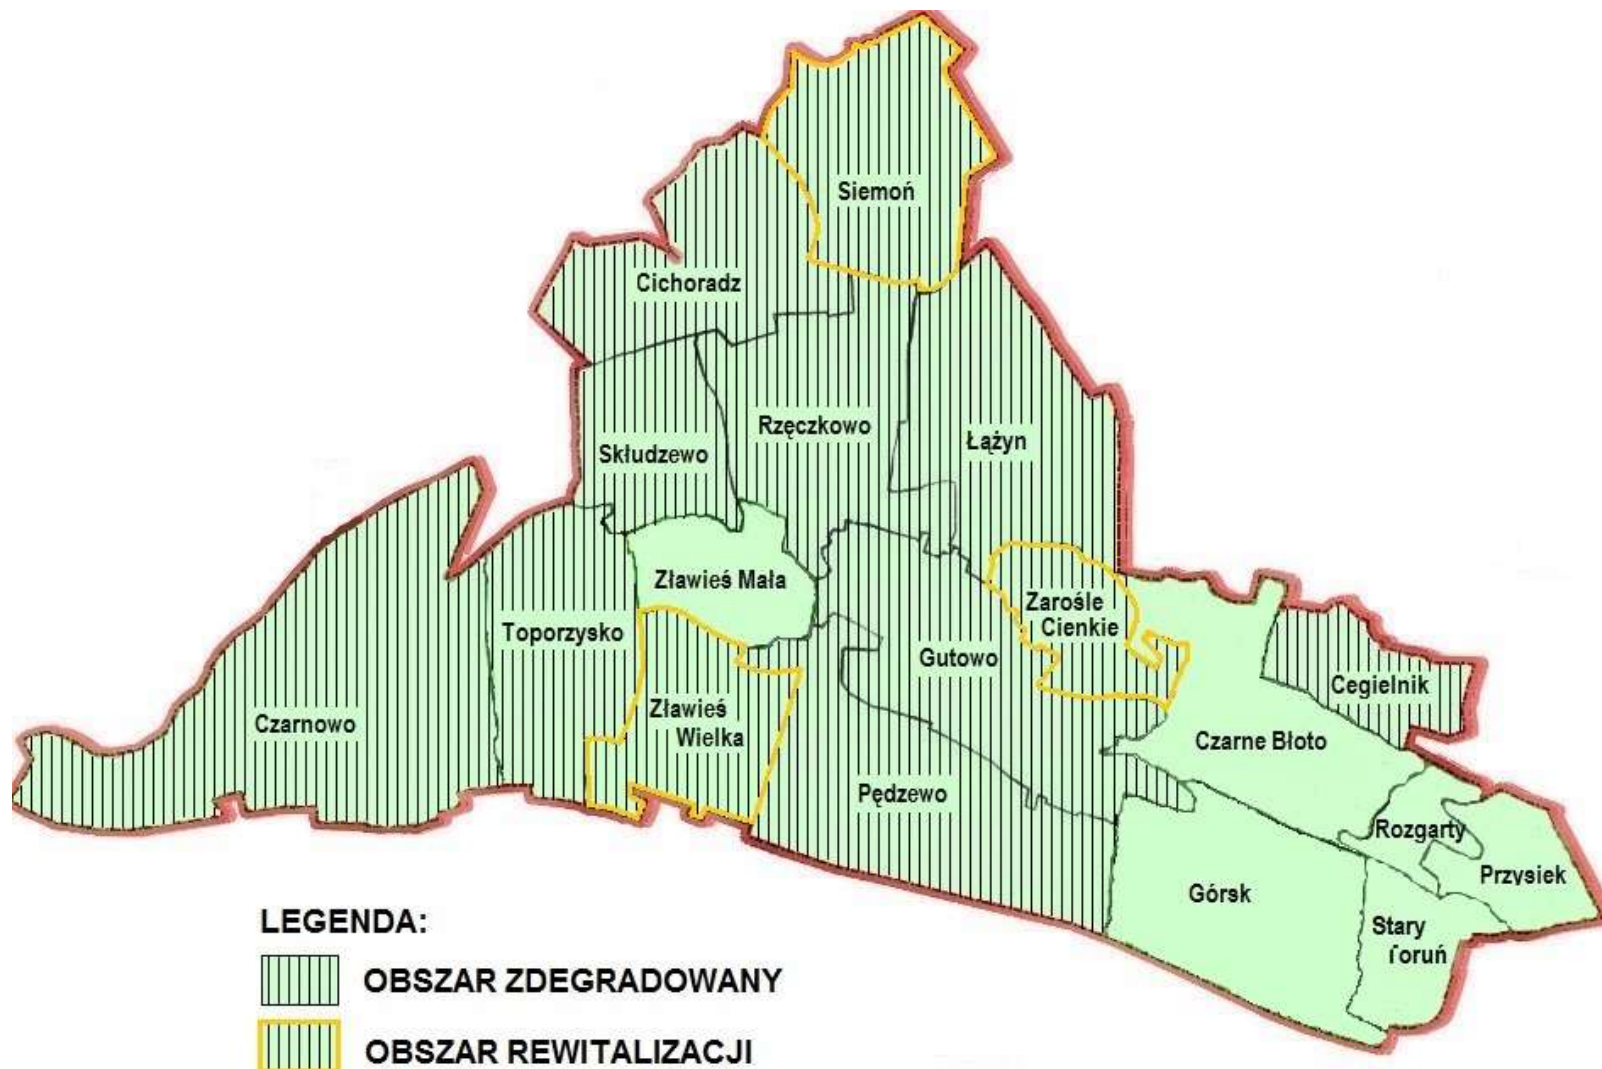 Siemoń
Cichoradz
Rzęczkowo
Łążyn
Skłudzewo
Zławieś Mała
Zarośle
Cienkie
Toporzysko
Gutowo
Cegielnik
Zławieś
Wielka
Czarnowo
Czarne Błoto
Pędzewo
Rozgarty
Przysiek
Górsk
Stary
Toruń
LEGENDA:
OBSZAR ZDEGRADOWANY
OBSZAR REWITALIZACJI